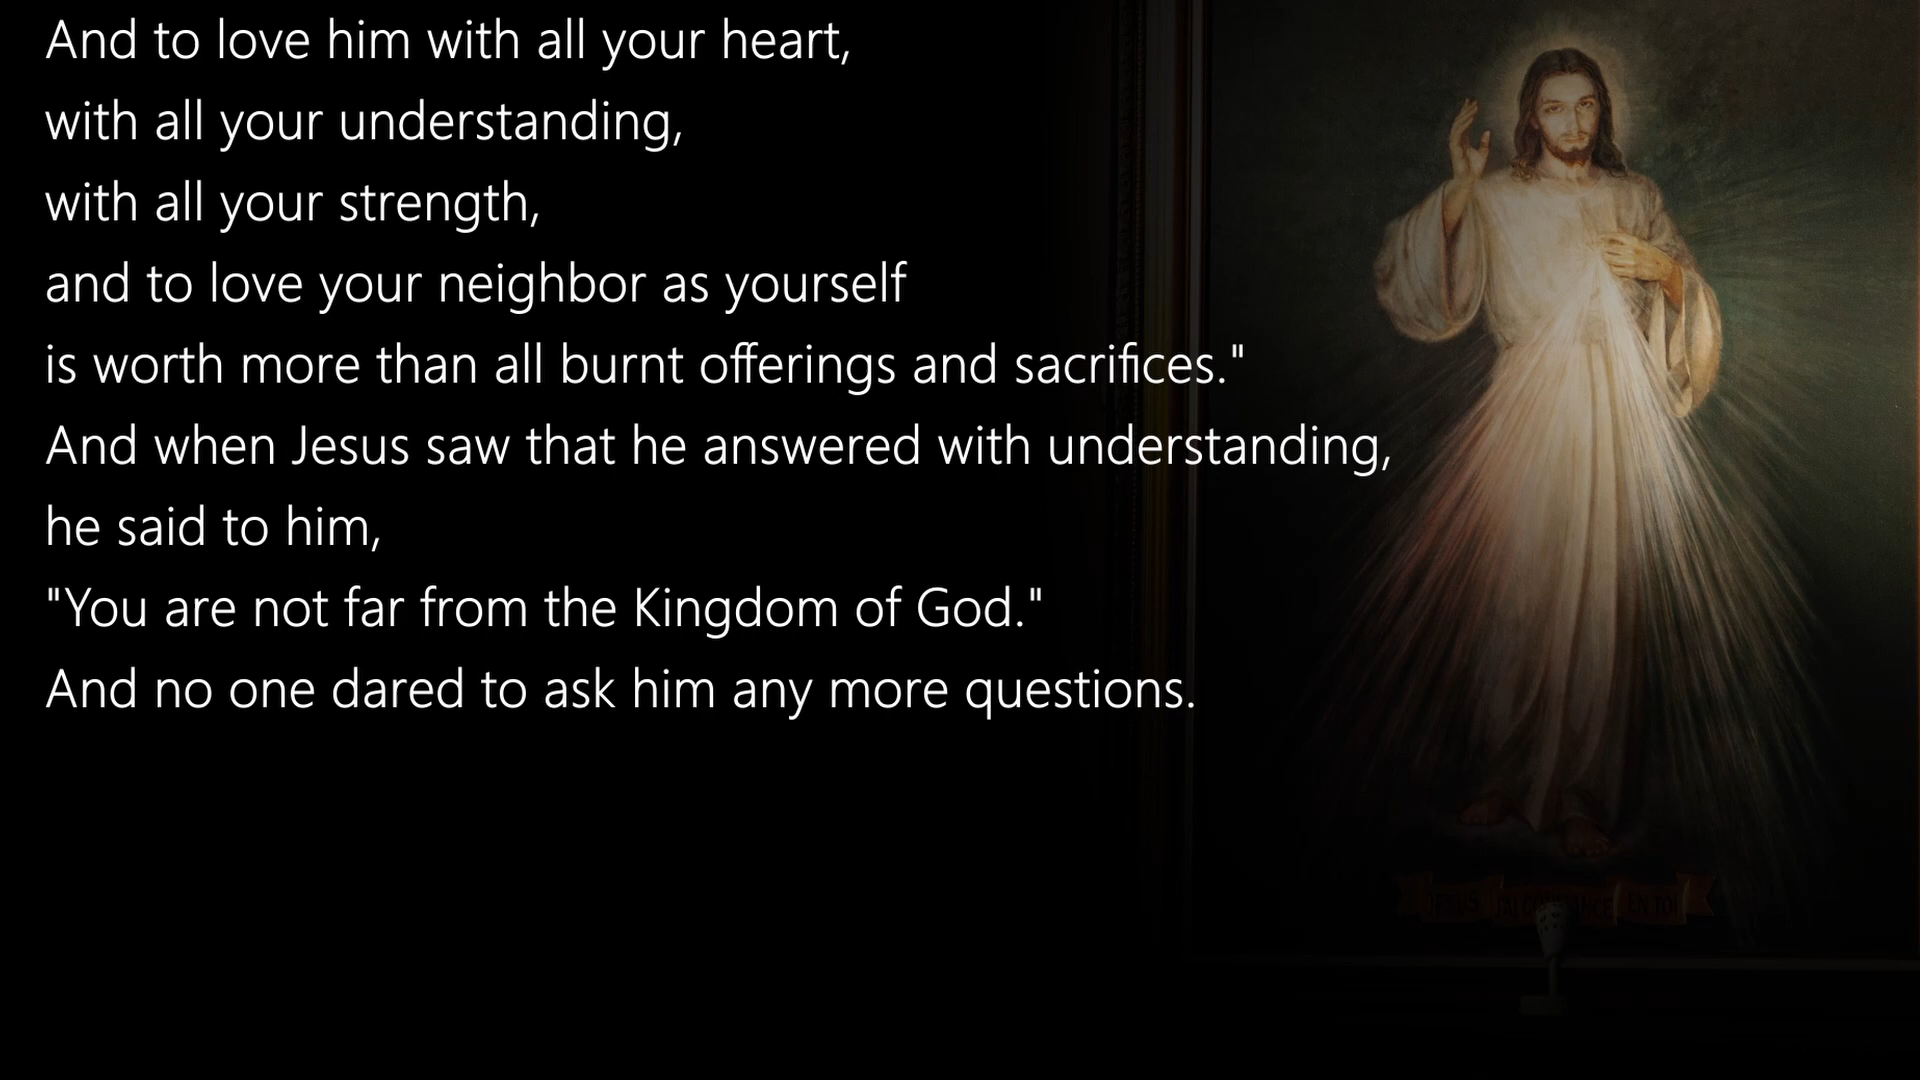 And to love him with all your heart,
with all your understanding,
with all your strength,
and to love your neighbor as yourself
is worth more than all burnt offerings and sacrifices."
And when Jesus saw that he answered with understanding,
he said to him,
"You are not far from the Kingdom of God."
And no one dared to ask him any more questions.
JESUS EN TOI